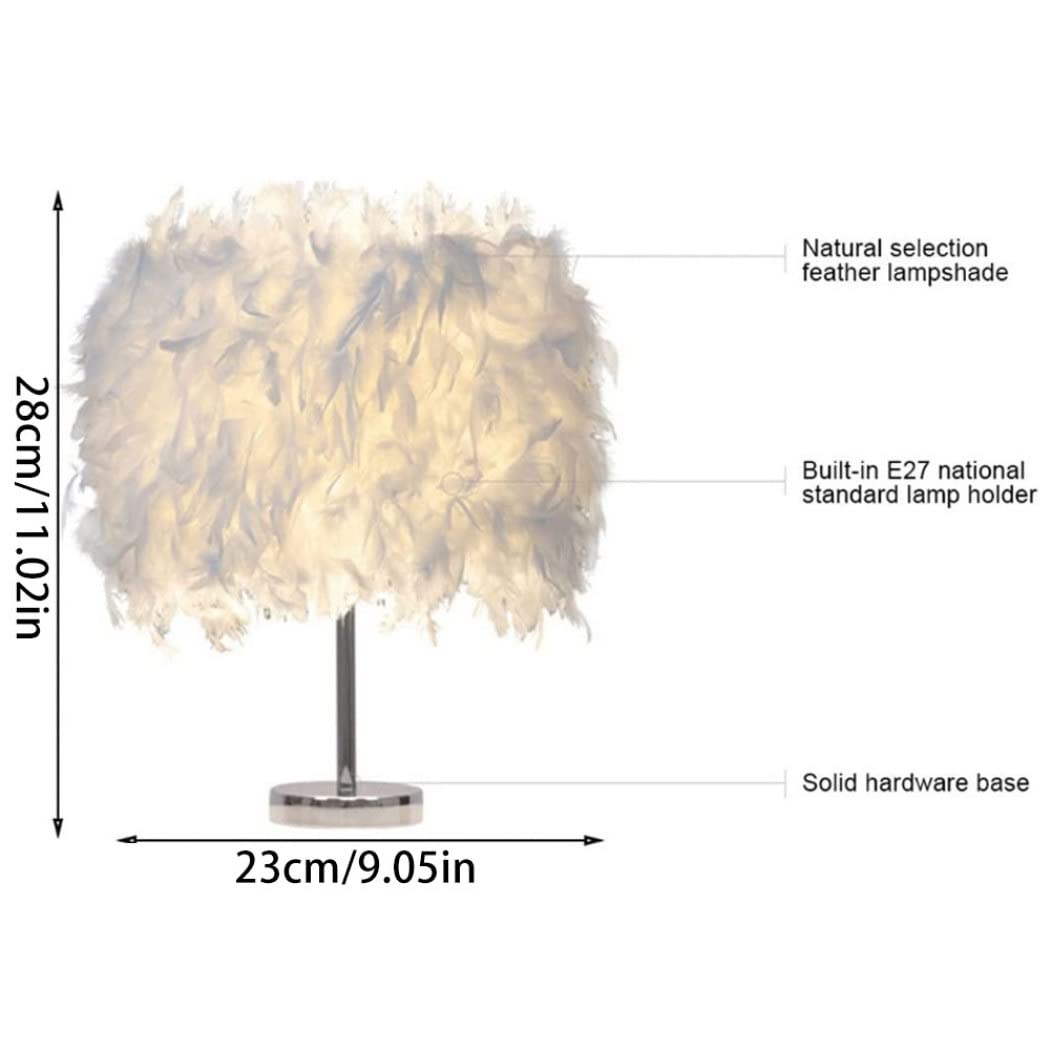 Natural selection
feather lampshade
28cm/11.02in
Built-in E27 national
standard lamp holder
Solid hardware base
23cm/9.05in